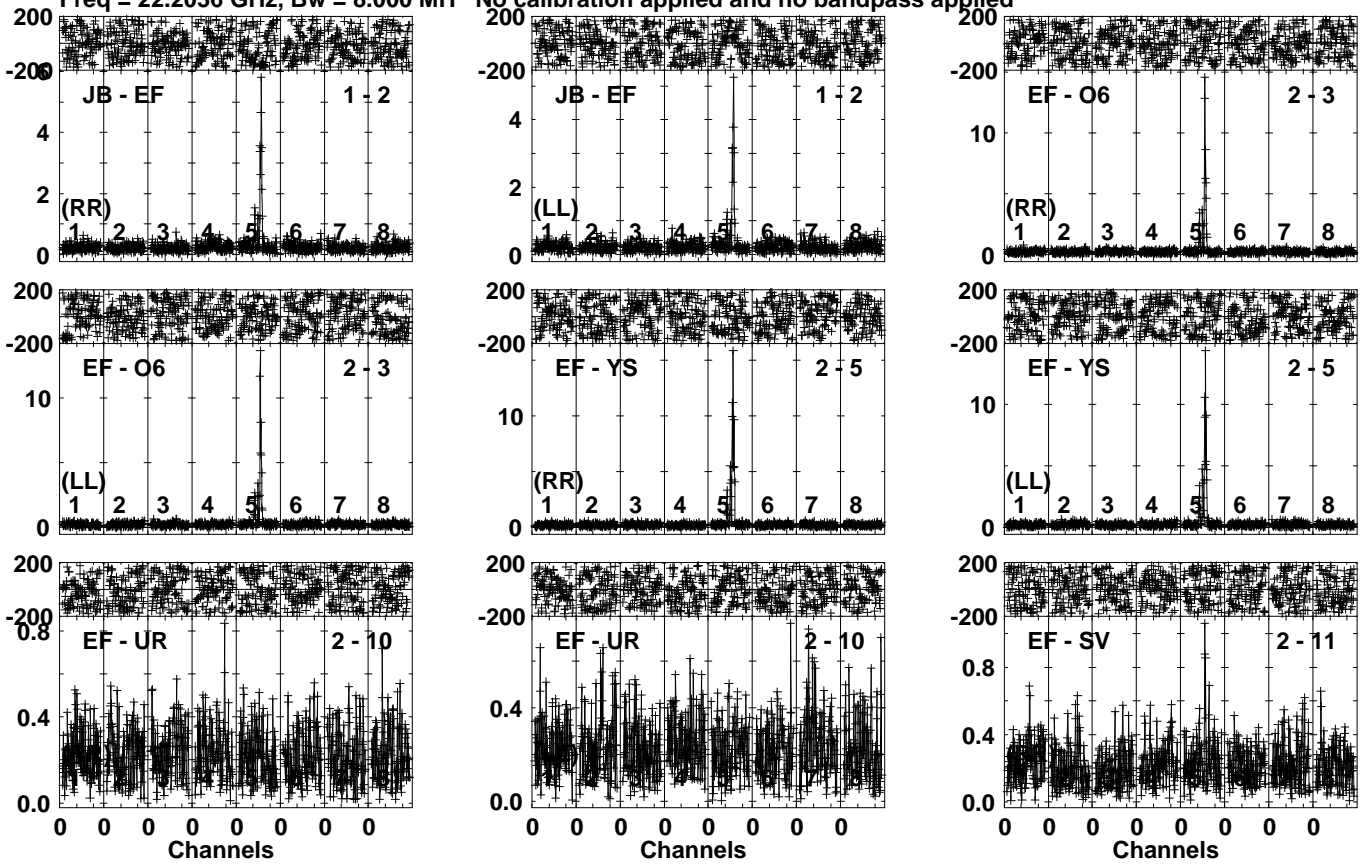 Freq = 22.2056 GHz, Bw = 8.000 MH No calibration applied and no bandpass applied
200 200 200
-200 -200 -200
6
JB - EF 1 - 2 JB - EF 1 - 2 EF - O6 2 - 3
4 4 10
2 2
(RR) (LL) (RR)
1 2 3 4 5 6 7 8 1 2 3 4 5 6 7 8 1 2 3 4 5 6 7 8
0 0 0
200 200 200
-200 -200 -200
EF - O6 2 - 3 EF - YS 2 - 5 EF - YS 2 - 5
10 10 10
(LL) (RR) (LL)
1 2 3 4 5 6 7 8 1 2 3 4 5 6 7 8 1 2 3 4 5 6 7 8
0 0 0
200 200 200
-200 -200 -200
0.8
EF - UR 2 - 10 EF - UR 2 - 10 EF - SV 2 - 11
0.8
0.4 0.4 0.4
0.0 0.0 0.0
0 0 0 0 0 0 0 0 0 0 0 0 0 0 0 0 0 0 0 0 0 0 0 0
Channels Channels Channels